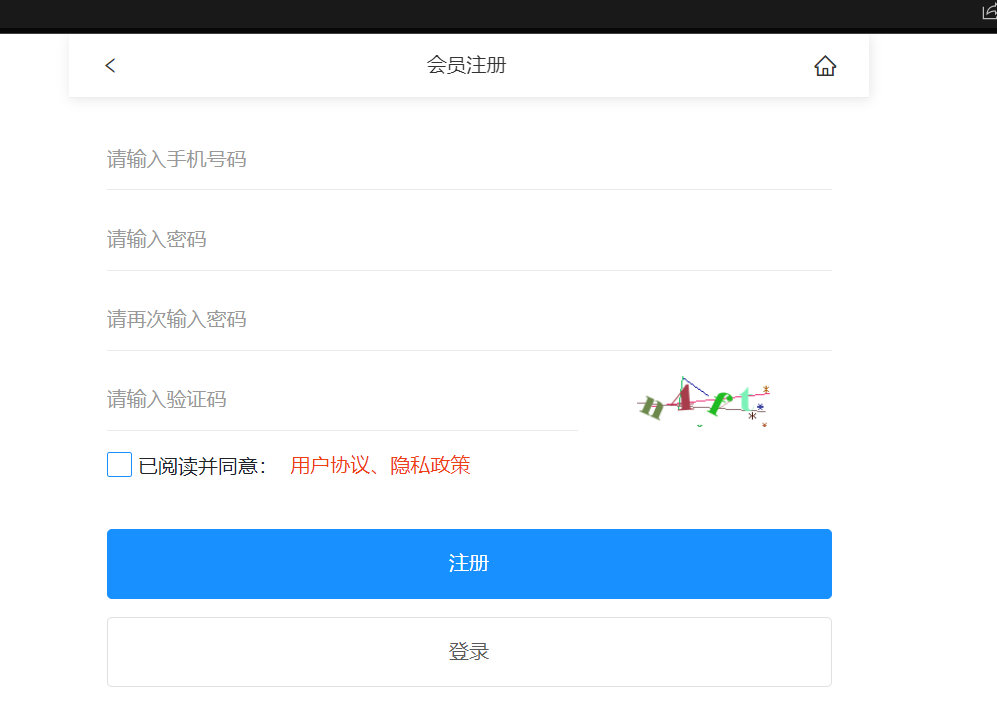 会员注册
请输入手机号码
请输入密码
请再次输入密码
请输入验证码
n4rt
已阅读并同意: 用户协议、隐私政策
注册
登录